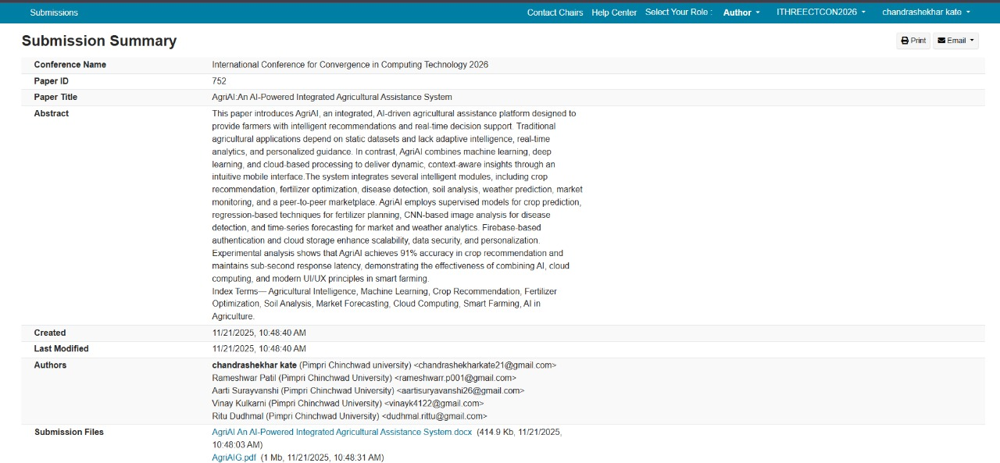 Submissions
Contact Chairs Help Center Select Your Role : Author ITHREECTCON2026 chandrashekhar kate
Submission Summary
Print Email
Conference Name International Conference for Convergence in Computing Technology 2026
Paper ID 752
Paper Title AgriAI:An AI-Powered Integrated Agricultural Assistance System
Abstract This paper introduces AgriAI, an integrated, AI-driven agricultural assistance platform designed to
provide farmers with intelligent recommendations and real-time decision support. Traditional
agricultural applications depend on static datasets and lack adaptive intelligence, real-time
analytics, and personalized guidance. In contrast, AgriAI combines machine learning, deep
learning, and cloud-based processing to deliver dynamic, context-aware insights through an
intuitive mobile interface.The system integrates several intelligent modules, including crop
recommendation, fertilizer optimization, disease detection, soil analysis, weather prediction, market
monitoring, and a peer-to-peer marketplace. AgriAI employs supervised models for crop prediction,
regression-based techniques for fertilizer planning, CNN-based image analysis for disease
detection, and time-series forecasting for market and weather analytics. Firebase-based
authentication and cloud storage enhance scalability, data security, and personalization.
Experimental analysis shows that AgriAI achieves 91% accuracy in crop recommendation and
maintains sub-second response latency, demonstrating the effectiveness of combining AI, cloud
computing, and modern UI/UX principles in smart farming.
Index Terms— Agricultural Intelligence, Machine Learning, Crop Recommendation, Fertilizer
Optimization, Soil Analysis, Market Forecasting, Cloud Computing, Smart Farming, AI in
Agriculture.
Created 11/21/2025, 10:48:40 AM
Last Modified 11/21/2025, 10:48:40 AM
Authors chandrashekhar kate (Pimpri Chinchwad university) <chandrashekharkate21@gmail.com>
Rameshwar Patil (Pimpri Chinchwad University) <rameshwarr.p001@gmail.com>
Aarti Surayvanshi (Pimpri Chinchwad University) <aartisuryavanshi26@gmail.com>
Vinay Kulkarni (Pimpri Chinchwad University) <vinayk4122@gmail.com>
Ritu Dudhmal (Pimpri Chinchwad University) <dudhmal.rittu@gmail.com>
Submission Files AgriAI An AI-Powered Integrated Agricultural Assistance System.docx (414.9 Kb, 11/21/2025,
10:48:03 AM)
AgriAIG.pdf (1 Mb, 11/21/2025, 10:48:31 AM)